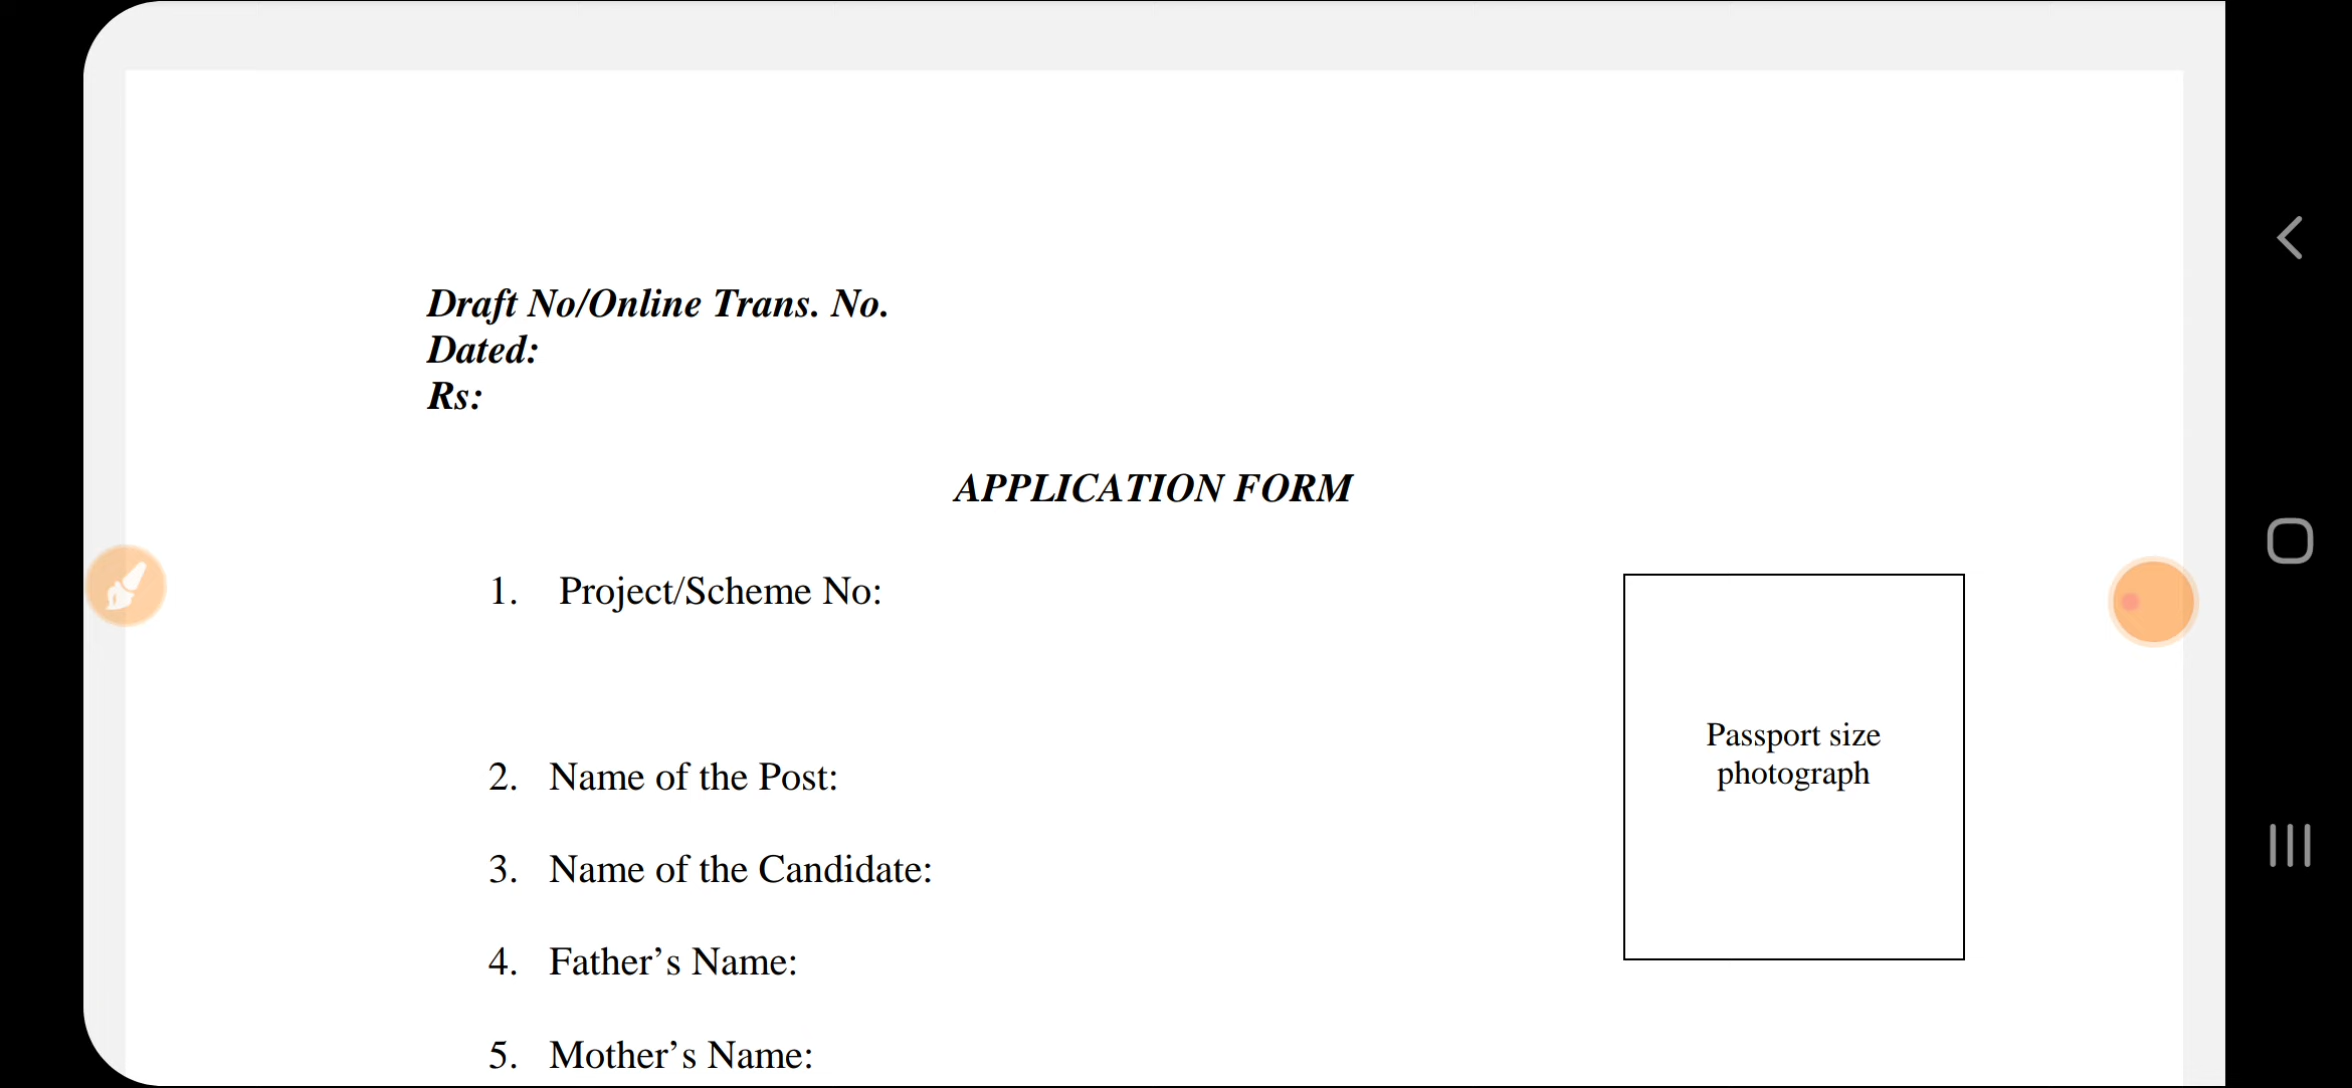 Draft No/Online Trans. No.
Dated:
Rs:
APPLICATION FORM
1. Project/Scheme No:
Passport size
photograph
2. Name of the Post:
3. Name of the Candidate:
4. Father’s Name:
5. Mother’s Name: